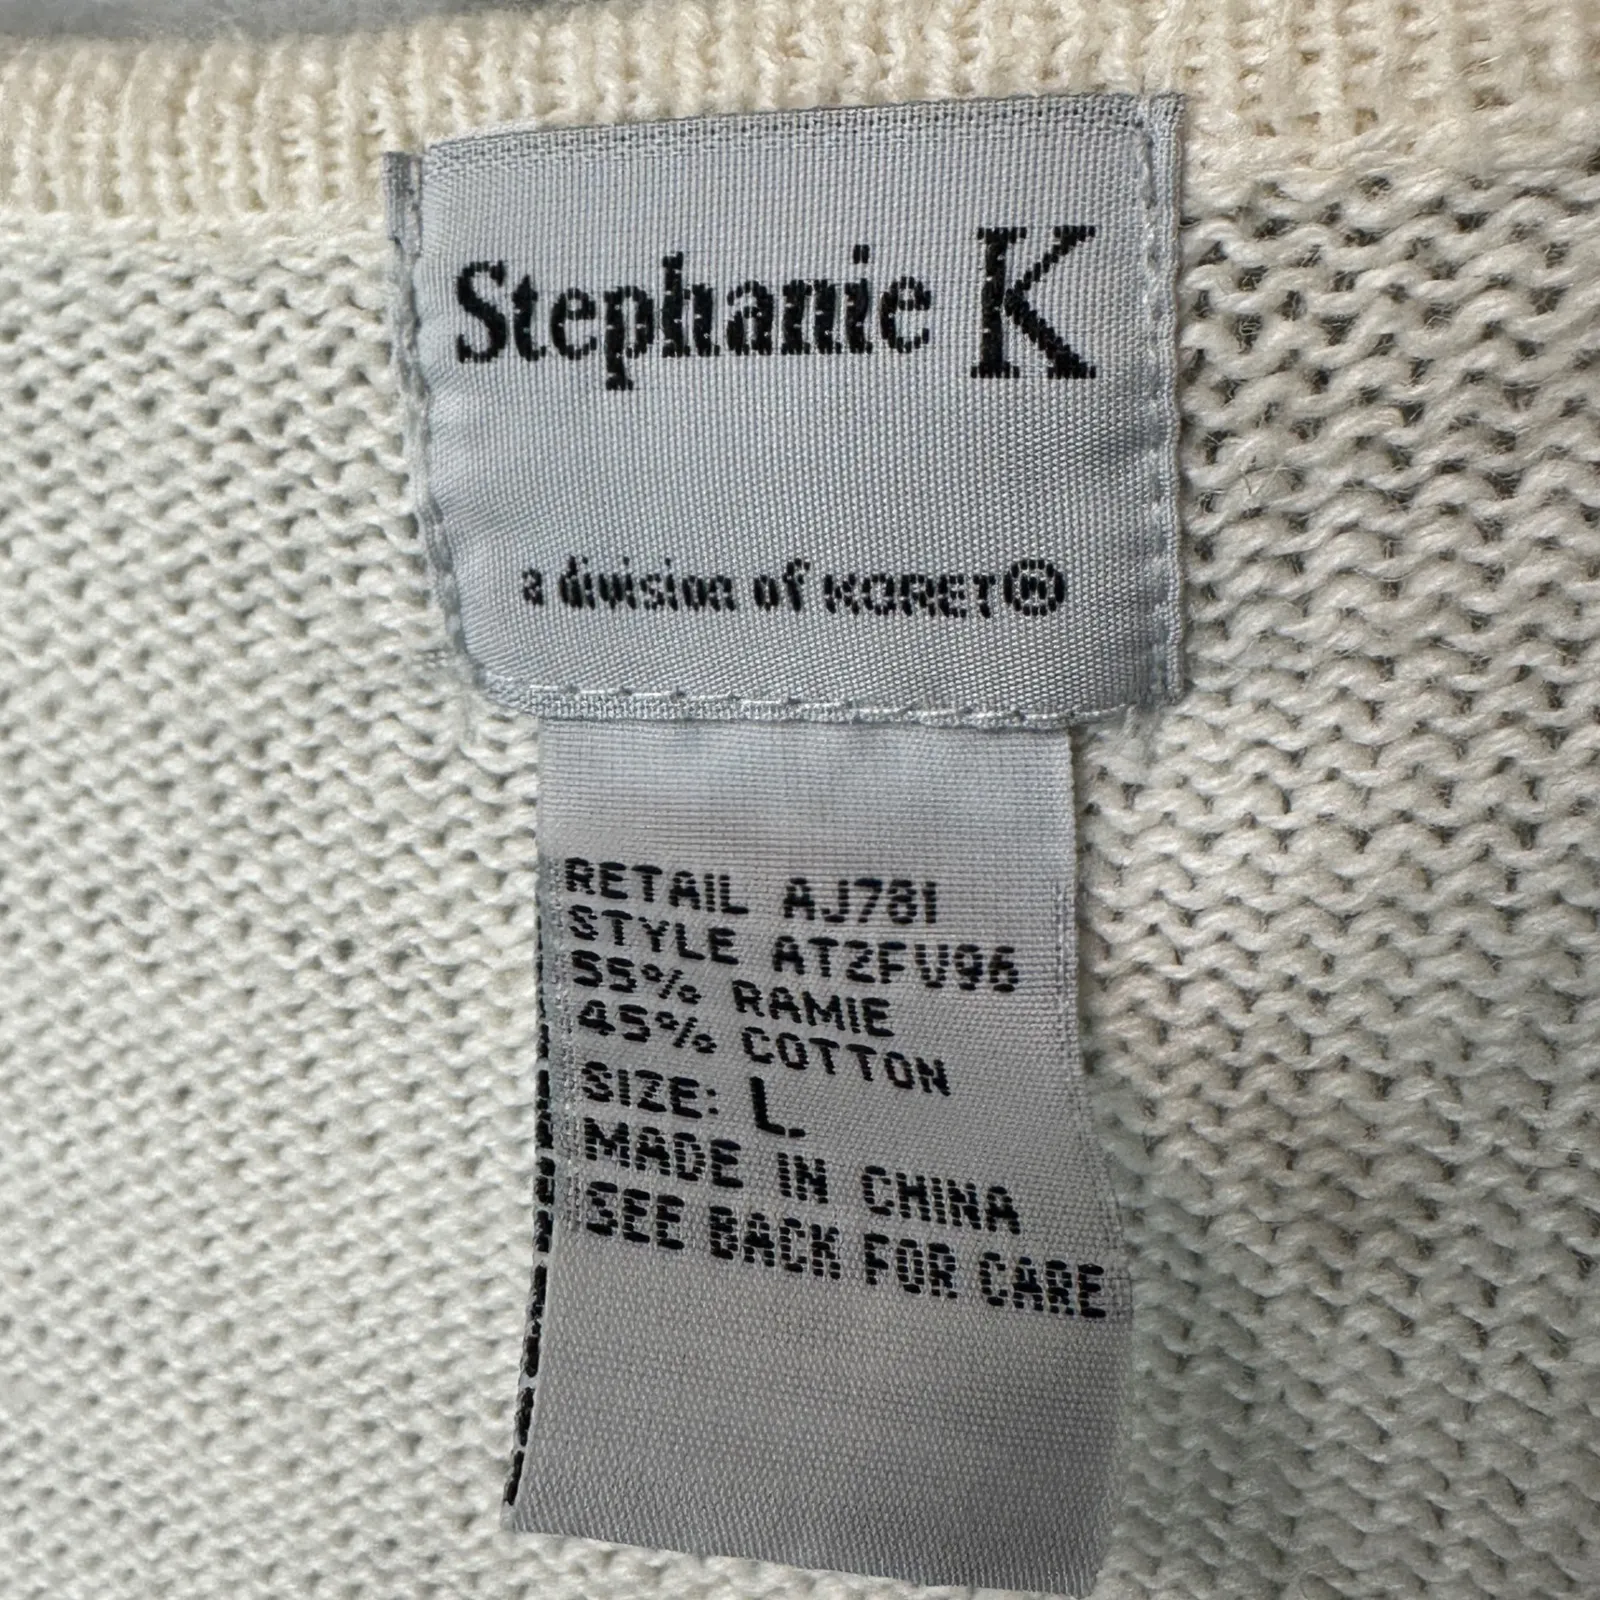 Stephanie K
a division of KORET®
RETAIL AJ781
STYLE AT2FV96
55% RAMIE
45% COTTON
SIZE: L
MADE IN CHINA
SEE BACK FOR CARE